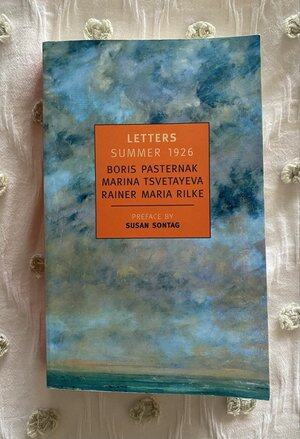 LETTERS
SUMMER 1926
BORIS PASTERNAK
MARINA TSVETAYEVA
RAINER MARIA RILKE
PREFACE BY
SUSAN SONTAG